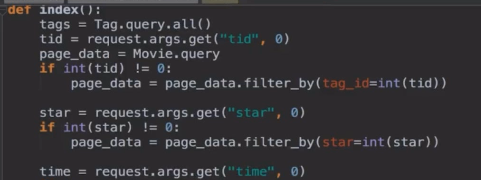 def index():
    tags = Tag.query.all()
    tid = request.args.get("tid", 0)
    page_data = Movie.query
    if int(tid) != 0:
        page_data = page_data.filter_by(tag_id=int(tid))
    star = request.args.get("star", 0)
    if int(star) != 0:
        page_data = page_data.filter_by(star=int(star))
    time = request.args.get("time", 0)